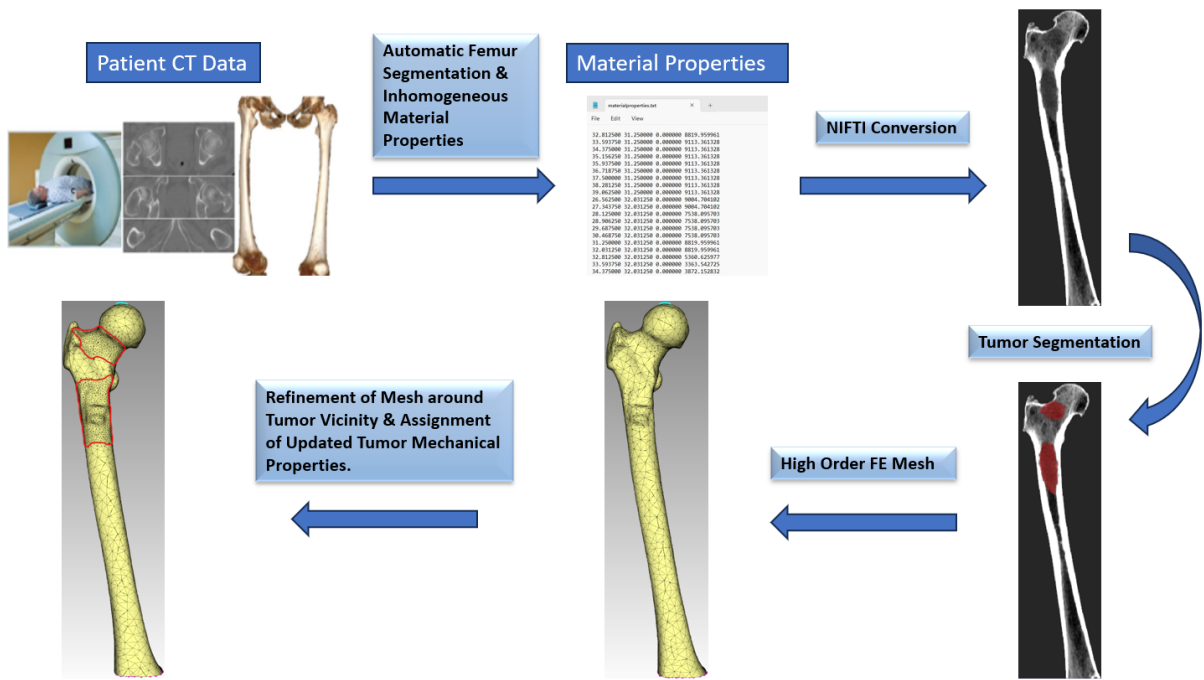 Patient CT Data
Automatic Femur
Segmentation &
Inhomogeneous
Material
Properties
Material Properties
materialproperties.txt
File Edit View
32.812500 31.250000 0.000000 8819.959961
33.593750 31.250000 0.000000 9113.361328
34.375000 31.250000 0.000000 9113.361328
35.156250 31.250000 0.000000 9113.361328
35.937500 31.250000 0.000000 9113.361328
36.718750 31.250000 0.000000 9113.361328
37.500000 31.250000 0.000000 9113.361328
38.281250 31.250000 0.000000 9113.361328
39.062500 31.250000 0.000000 9113.361328
26.562500 32.031250 0.000000 9004.704102
27.343750 32.031250 0.000000 9004.704102
28.125000 32.031250 0.000000 7538.095703
28.906250 32.031250 0.000000 7538.095703
29.687500 32.031250 0.000000 7538.095703
30.468750 32.031250 0.000000 7538.095703
31.250000 32.031250 0.000000 8819.959961
32.031250 32.031250 0.000000 8819.959961
32.812500 32.031250 0.000000 5360.625977
33.593750 32.031250 0.000000 3363.542725
34.375000 32.031250 0.000000 3872.152832
NIFTI Conversion
Tumor Segmentation
High Order FE Mesh
Refinement of Mesh around
Tumor Vicinity & Assignment
of Updated Tumor Mechanical
Properties.